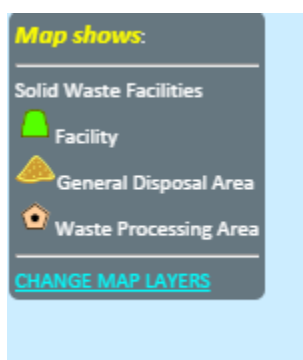 Map shows:
Solid Waste Facilities
Facility
General Disposal Area
Waste Processing Area
CHANGE MAP LAYERS